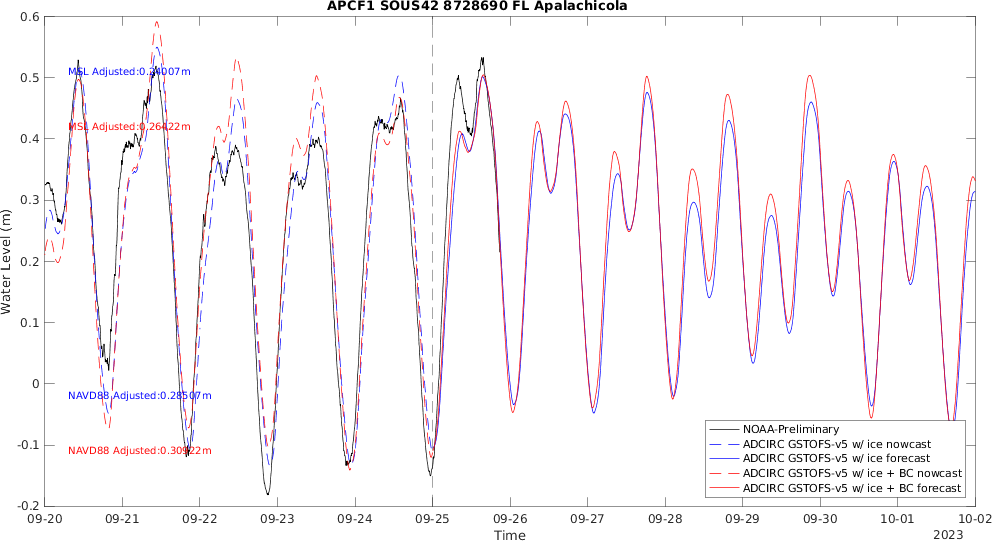 APCF1 SOUS42 8728690 FL Apalachicola
0.6
0.5
0.4
0.3
0.2
0.1
0
-0.1
-0.2
Water Level (m)
MSL Adjusted:0.24007m
MSL Adjusted:0.26422m
NAVD88 Adjusted:0.28507m
NAVD88 Adjusted:0.30922m
NOAA-Preliminary
ADCIRC GSTOFS-v5 w/ ice nowcast
ADCIRC GSTOFS-v5 w/ ice forecast
ADCIRC GSTOFS-v5 w/ ice + BC nowcast
ADCIRC GSTOFS-v5 w/ ice + BC forecast
09-20 09-21 09-22 09-23 09-24 09-25 09-26 09-27 09-28 09-29 09-30 10-01 10-02
Time
2023